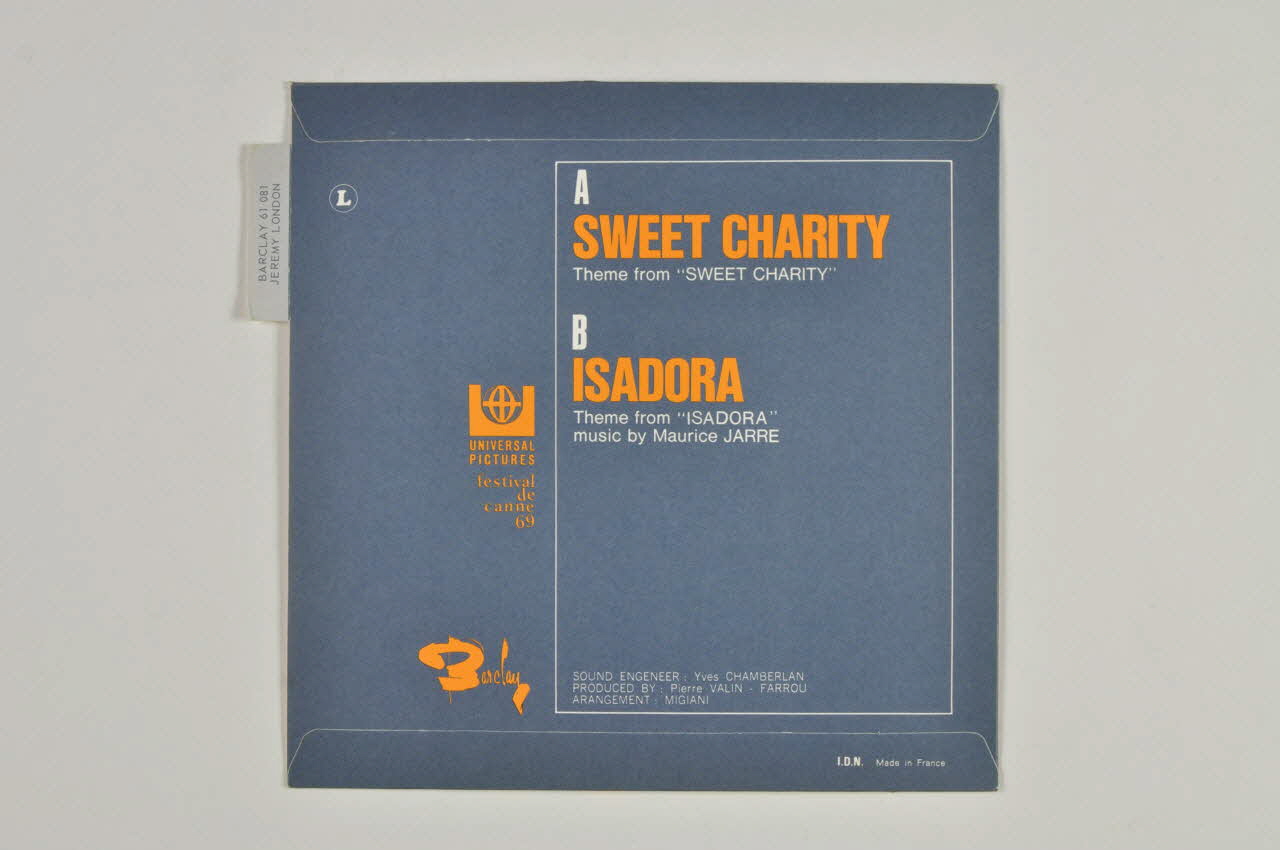 BARCLAY 61 081
JEREMY LONDON
L
A
SWEET CHARITY
Theme from "SWEET CHARITY"
B
ISADORA
Theme from "ISADORA"
music by Maurice JARRE
UNIVERSAL
PICTURES
festival
de
canne
69
Barclay
SOUND ENGENEER : Yves CHAMBERLAN
PRODUCED BY : Pierre VALIN - FARROU
ARANGEMENT : MIGIANI
I.D.N. Made in France